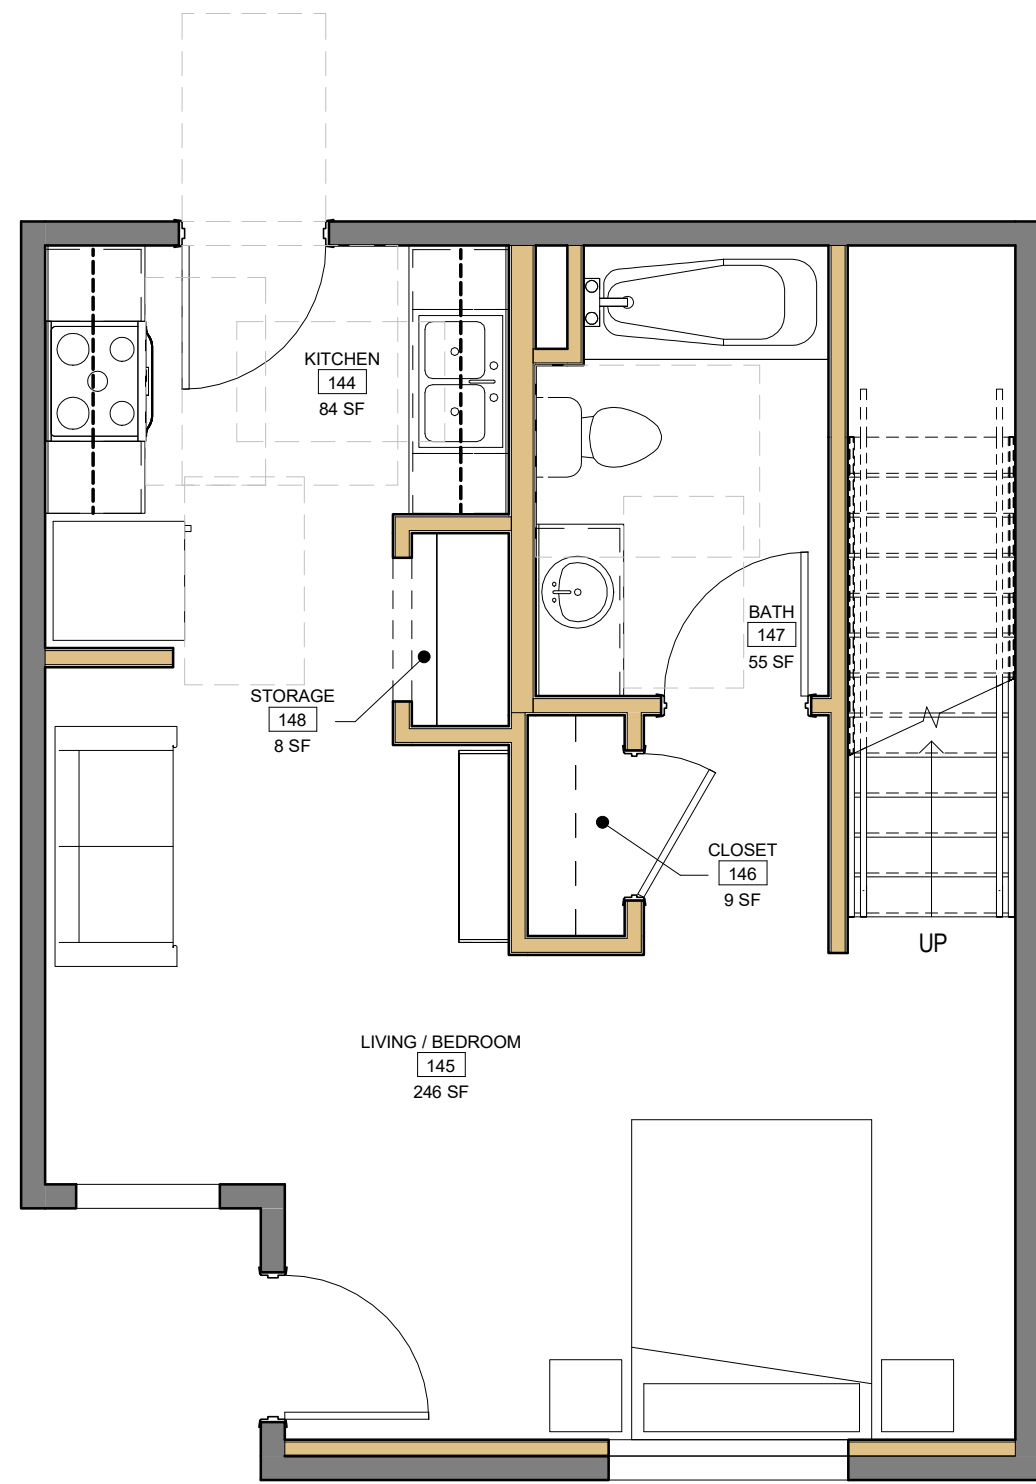 KITCHEN
144
84 SF
BATH
147
55 SF
STORAGE
148
8 SF
CLOSET
146
9 SF
UP
LIVING / BEDROOM
145
246 SF